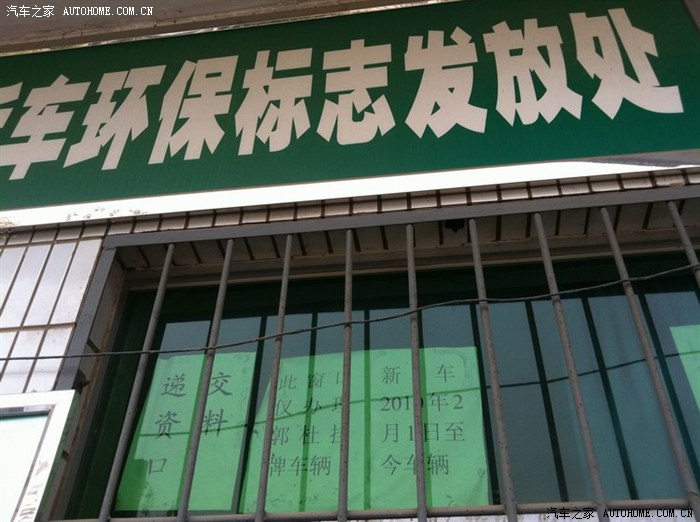 汽车之家 AUTOHOME.COM.CN
车环保标志发放处
递交
资料
口
此窗口
仅办理
郭杜挂
牌车辆
新车
2010年2
月1日至
今车辆
汽车之家 AUTOHOME.COM.CN